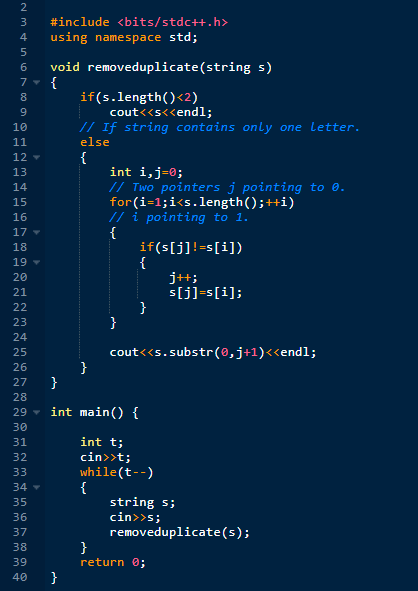 2
3 #include <bits/stdc++.h>
4 using namespace std;
5
6 void removeduplicate(string s)
7 {
8 if(s.length()<2)
9 cout<<s<<endl;
10 // If string contains only one letter.
11 else
12 {
13 int i,j=0;
14 // Two pointers j pointing to 0.
15 for(i=1;i<s.length();++i)
16 // i pointing to 1.
17 {
18 if(s[j]!=s[i])
19 {
20 j++;
21 s[j]=s[i];
22 }
23 }
24
25 cout<<s.substr(0,j+1)<<endl;
26 }
27 }
28
29 int main() {
30
31 int t;
32 cin>>t;
33 while(t--)
34 {
35 string s;
36 cin>>s;
37 removeduplicate(s);
38 }
39 return 0;
40 }